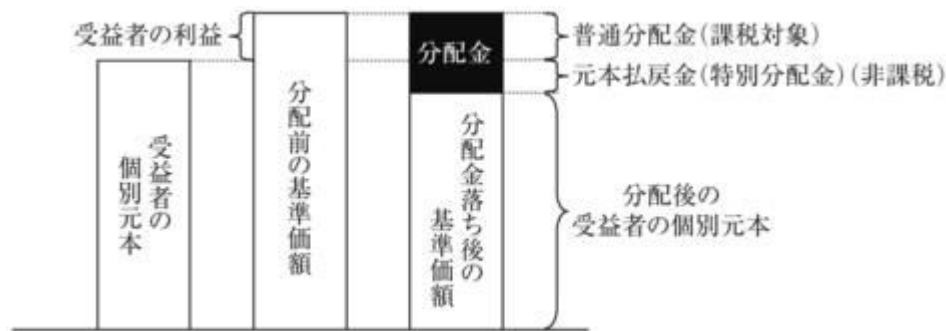 受益者の利益
分配金
普通分配金(課税対象)
元本払戻金(特別分配金)(非課税)
受益者の
個別元本
分配前の基準価額
分配金落ち後の
基準価額
分配後の
受益者の個別元本